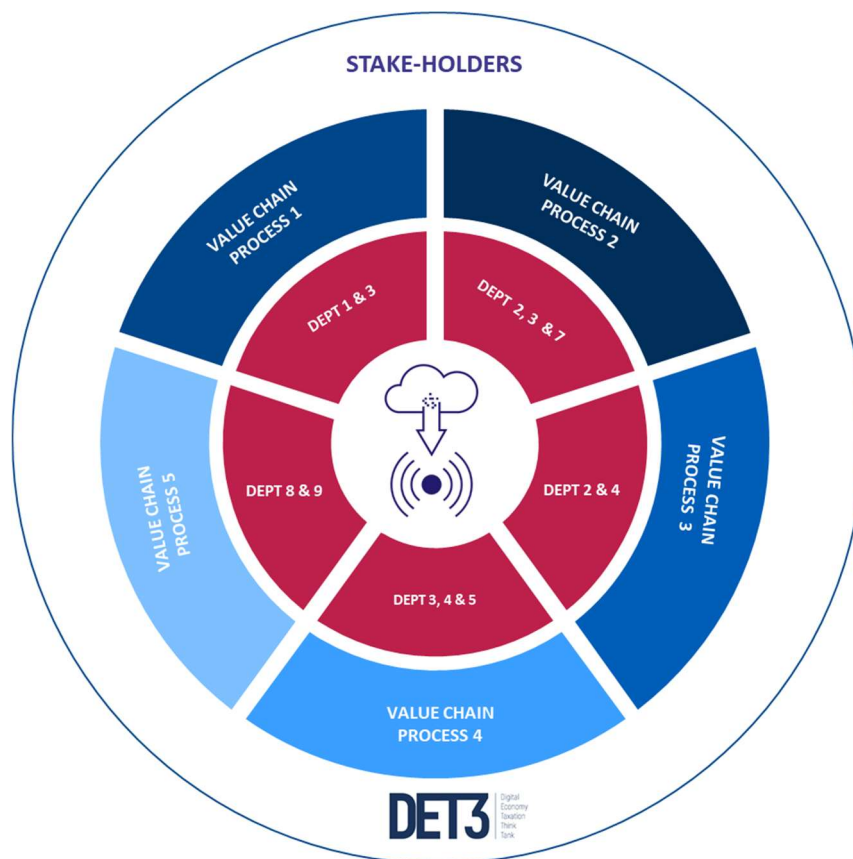 STAKE-HOLDERS
VALUE CHAIN
PROCESS 1
VALUE CHAIN
PROCESS 2
DEPT 1 & 3
DEPT 2, 3 & 7
VALUE CHAIN
PROCESS 5
DEPT 8 & 9
DEPT 2 & 4
VALUE CHAIN
PROCESS 3
DEPT 3, 4 & 5
VALUE CHAIN
PROCESS 4
DET3
Digital
Economy
Taxation
Think
Tank